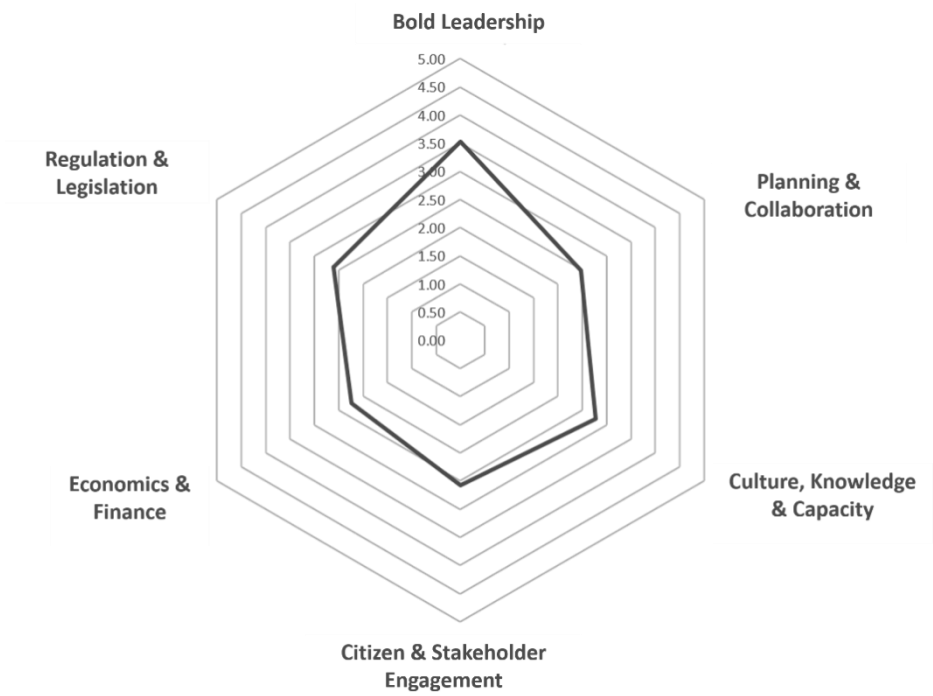 Bold Leadership
5.00
4.50
4.00
3.50
3.00
2.50
2.00
1.50
1.00
0.50
0.00
Regulation &
Legislation
Planning &
Collaboration
Economics &
Finance
Culture, Knowledge
& Capacity
Citizen & Stakeholder
Engagement